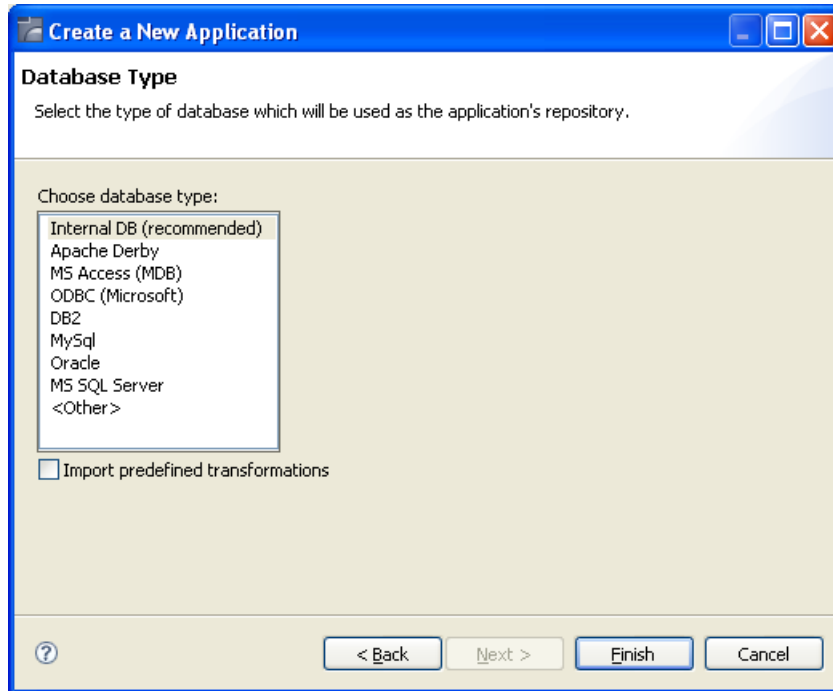 Create a New Application
Database Type
Select the type of database which will be used as the application's repository.
Choose database type:
Internal DB (recommended)
Apache Derby
MS Access (MDB)
ODBC (Microsoft)
DB2
MySql
Oracle
MS SQL Server
<Other>
Import predefined transformations
?
< Back
Next >
Finish
Cancel